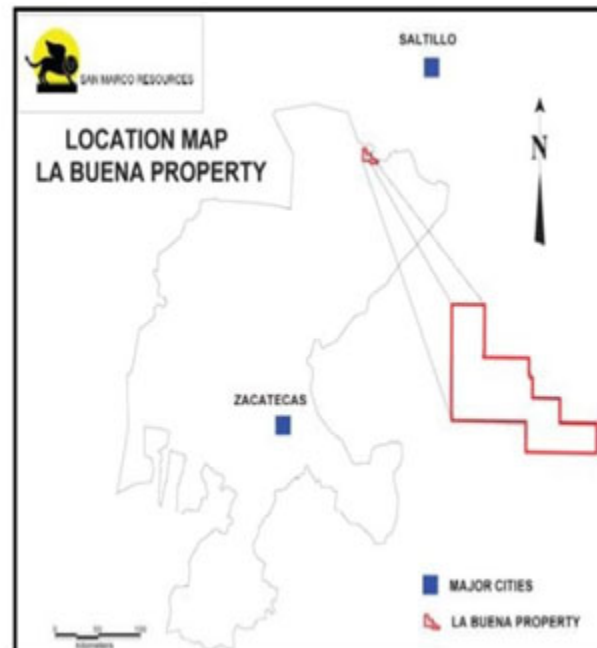 SAN MARCO RESOURCES
LOCATION MAP
LA BUENA PROPERTY
SALTILLO
N
ZACATECAS
MAJOR CITIES
LA BUENA PROPERTY